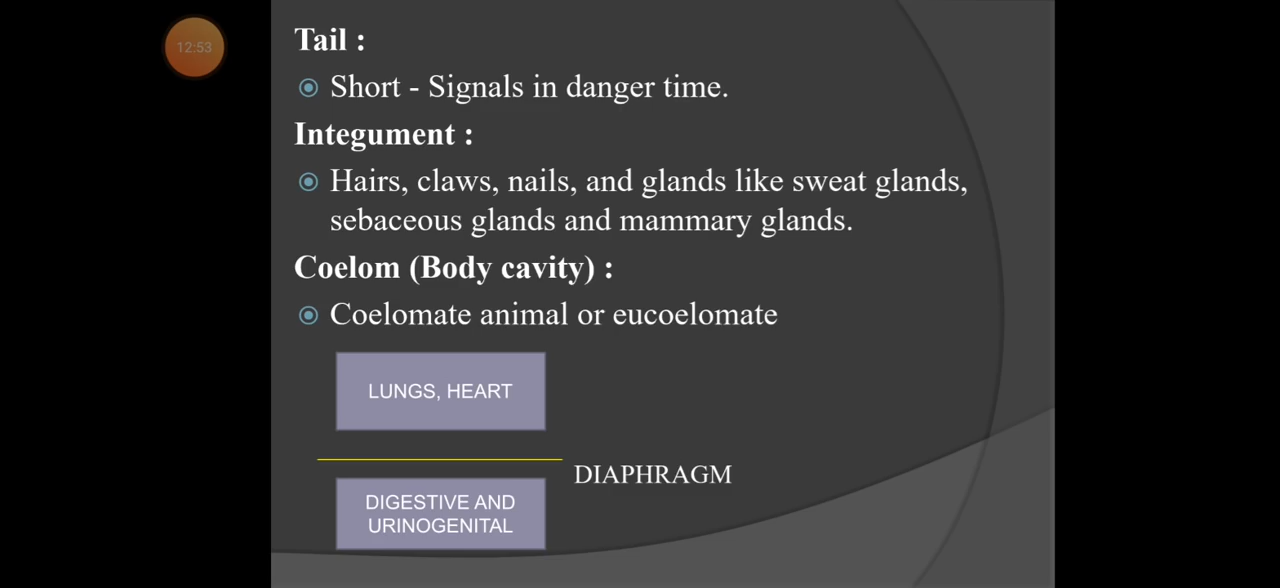 12:53
Tail :
Short - Signals in danger time.
Integument :
Hairs, claws, nails, and glands like sweat glands,
sebaceous glands and mammary glands.
Coelom (Body cavity) :
Coelomate animal or eucoelomate
LUNGS, HEART
DIAPHRAGM
DIGESTIVE AND
URINOGENITAL